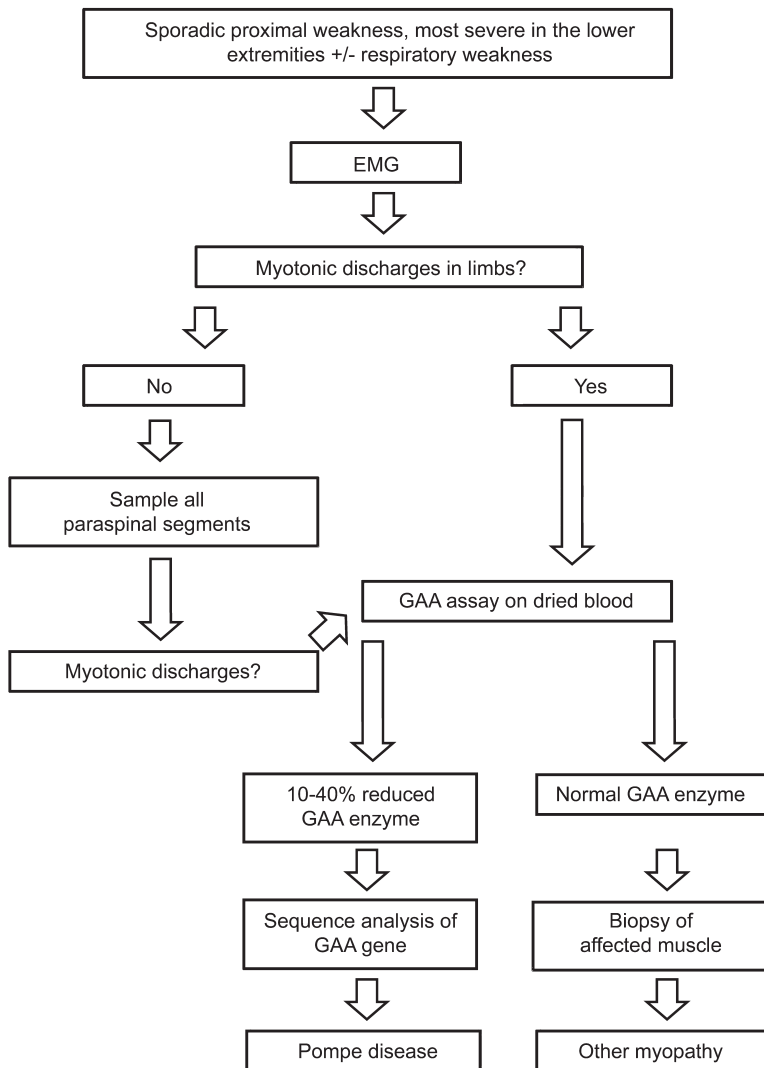 Sporadic proximal weakness, most severe in the lower
extremities +/- respiratory weakness
EMG
Myotonic discharges in limbs?
No
Yes
Sample all
paraspinal segments
GAA assay on dried blood
Myotonic discharges?
10-40% reduced
GAA enzyme
Normal GAA enzyme
Sequence analysis of
GAA gene
Biopsy of
affected muscle
Pompe disease
Other myopathy